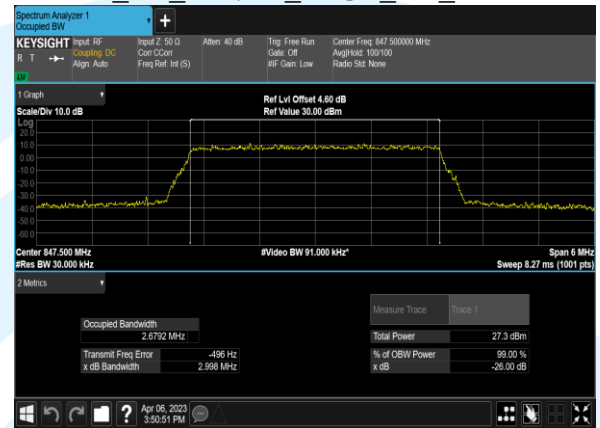 Spectrum Analyzer 1
Occupied BW
KEYSIGHT
R T
Input: RF
Coupling: DC
Align: Auto
Input Z: 50 Ω
Corr CCorr
Freq Ref: Int (S)
Atten: 40 dB
Trig: Free Run
Gate: Off
#IF Gain: Low
Center Freq: 847.500000 MHz
Avg|Hold: 100/100
Radio Std: None
1 Graph
Scale/Div 10.0 dB
Ref Lvl Offset 4.60 dB
Ref Value 30.00 dBm
Log
20.0
10.0
0.00
-10.0
-20.0
-30.0
-40.0
-50.0
-60.0
Center 847.500 MHz
#Res BW 30.000 kHz
#Video BW 91.000 kHz*
Span 6 MHz
Sweep 8.27 ms (1001 pts)
2 Metrics
Measure Trace Trace 1
Occupied Bandwidth
2.6792 MHz
Total Power 27.3 dBm
Transmit Freq Error -496 Hz
% of OBW Power 99.00 %
x dB Bandwidth 2.998 MHz
x dB -26.00 dB
?
Apr 06, 2023
3:50:51 PM